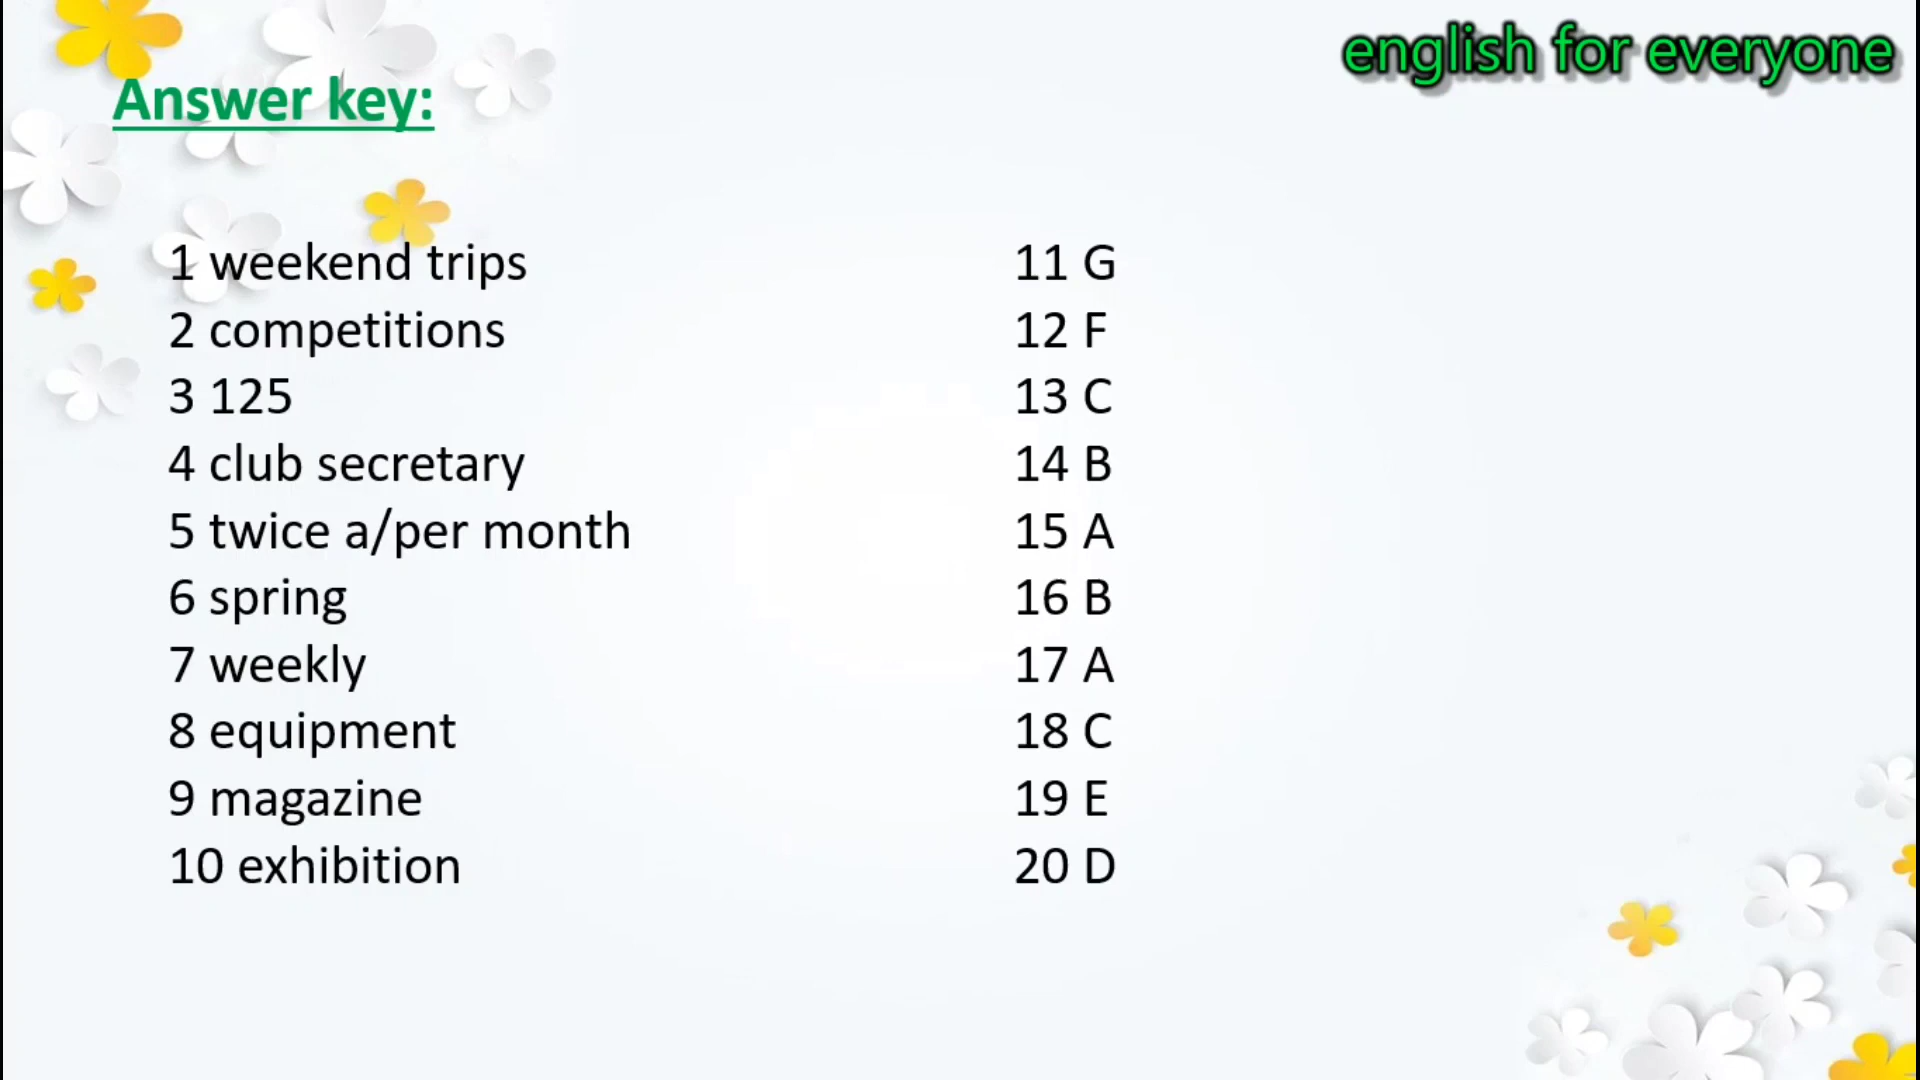 english for everyone
Answer key:
1 weekend trips
2 competitions
3 125
4 club secretary
5 twice a/per month
6 spring
7 weekly
8 equipment
9 magazine
10 exhibition
11 G
12 F
13 C
14 B
15 A
16 B
17 A
18 C
19 E
20 D